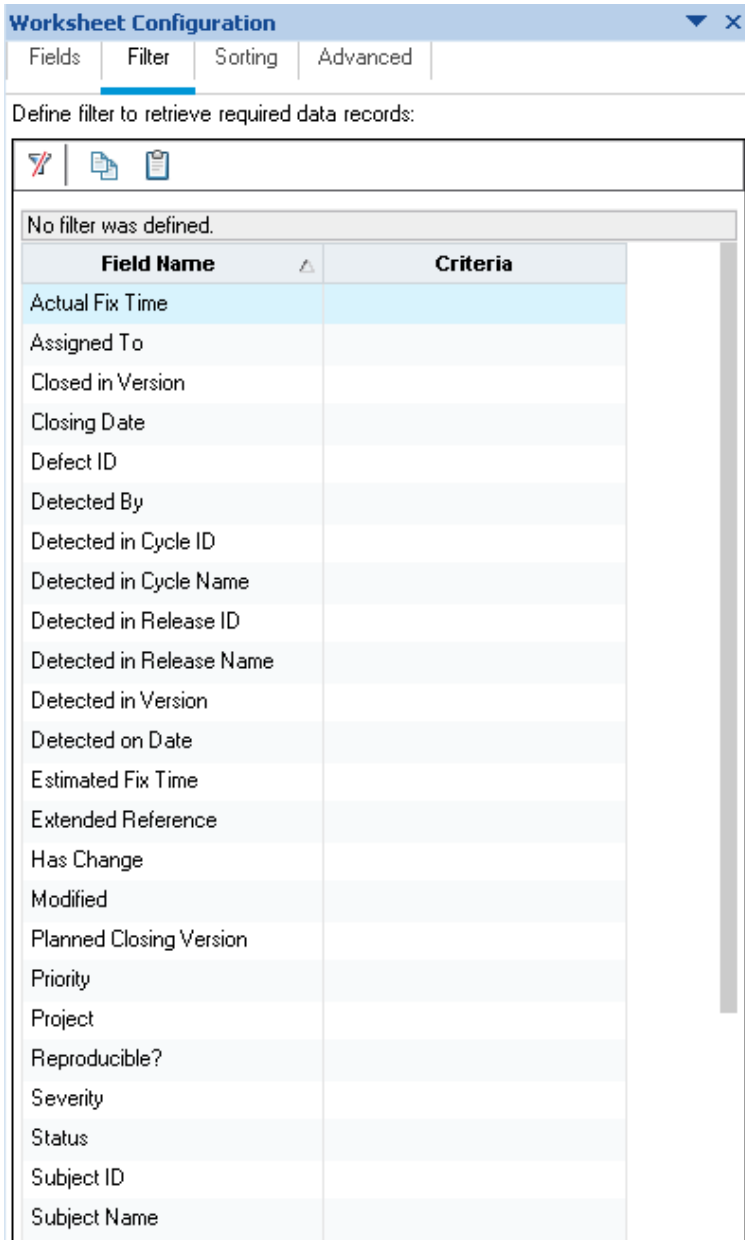 Worksheet Configuration
Fields Filter Sorting Advanced
Define filter to retrieve required data records:
No filter was defined.
Field Name Criteria
Actual Fix Time
Assigned To
Closed in Version
Closing Date
Defect ID
Detected By
Detected in Cycle ID
Detected in Cycle Name
Detected in Release ID
Detected in Release Name
Detected in Version
Detected on Date
Estimated Fix Time
Extended Reference
Has Change
Modified
Planned Closing Version
Priority
Project
Reproducible?
Severity
Status
Subject ID
Subject Name